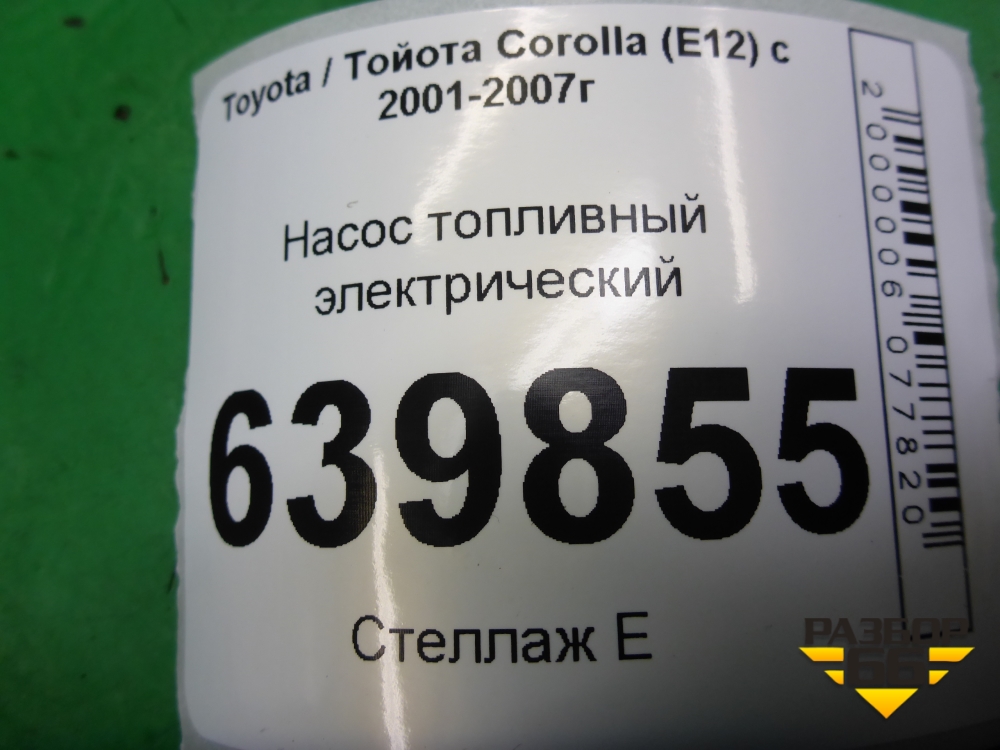 Toyota / Тойота Corolla (E12) с
2001-2007г
Насос топливный
электрический
639855
Стеллаж Е
2000006077820
РАЗБОР
66